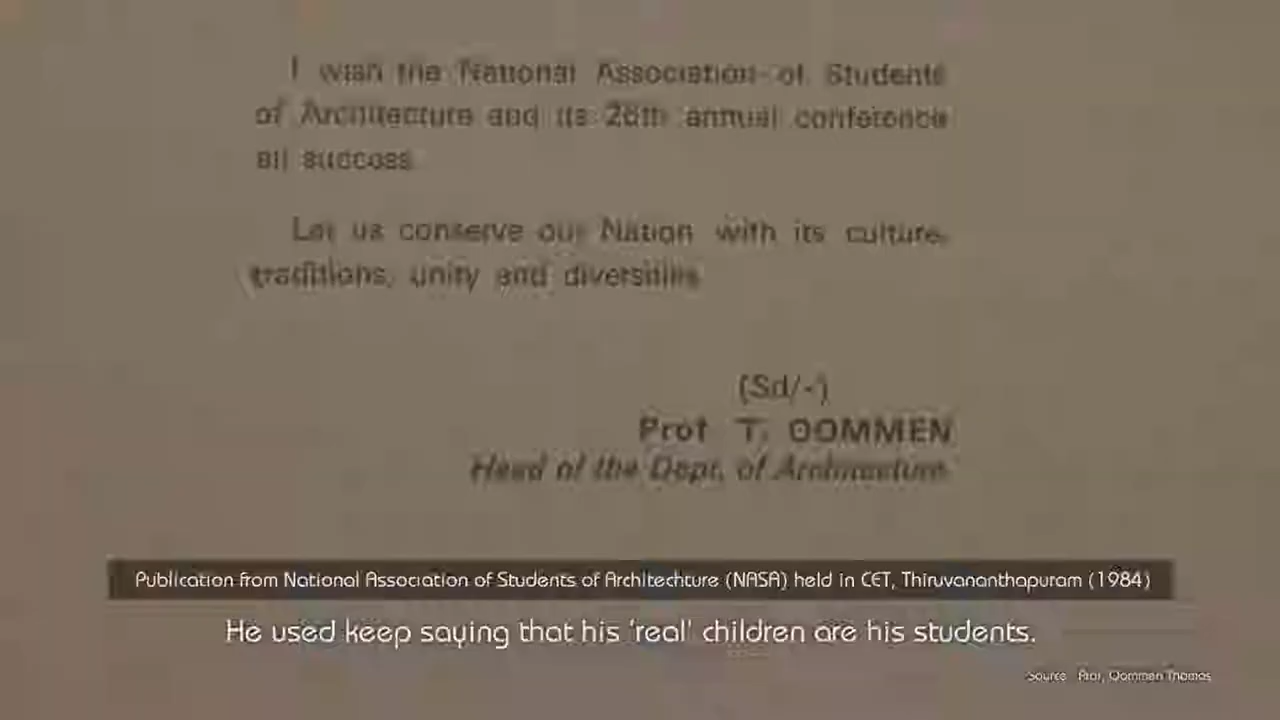 I wish the National Association of Students
of Architecture and its 26th annual conference
all success
Let us conserve our Nation with its culture,
traditions, unity and diversities
(Sd/-)
Prof T. OOMMEN
Head of the Dept. of Architecture
Publication from National Association of Students of Architechture (NASA) held in CET, Thiruvananthapuram (1984)
He used keep saying that his 'real' children are his students.
Source : Prof, Oommen Thomas